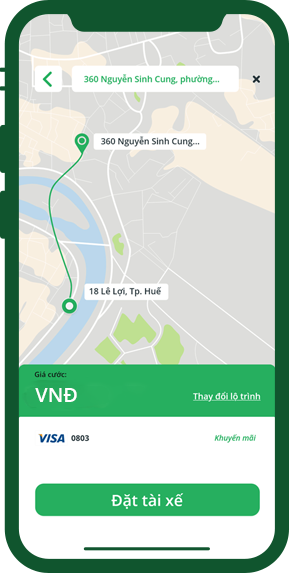 360 Nguyễn Sinh Cung, phường...
360 Nguyễn Sinh Cung...
18 Lê Lợi, Tp. Huế
Giá cước:
VNĐ
Thay đổi lô trình
VISA 0803
Khuyến mãi
Đặt tài xế